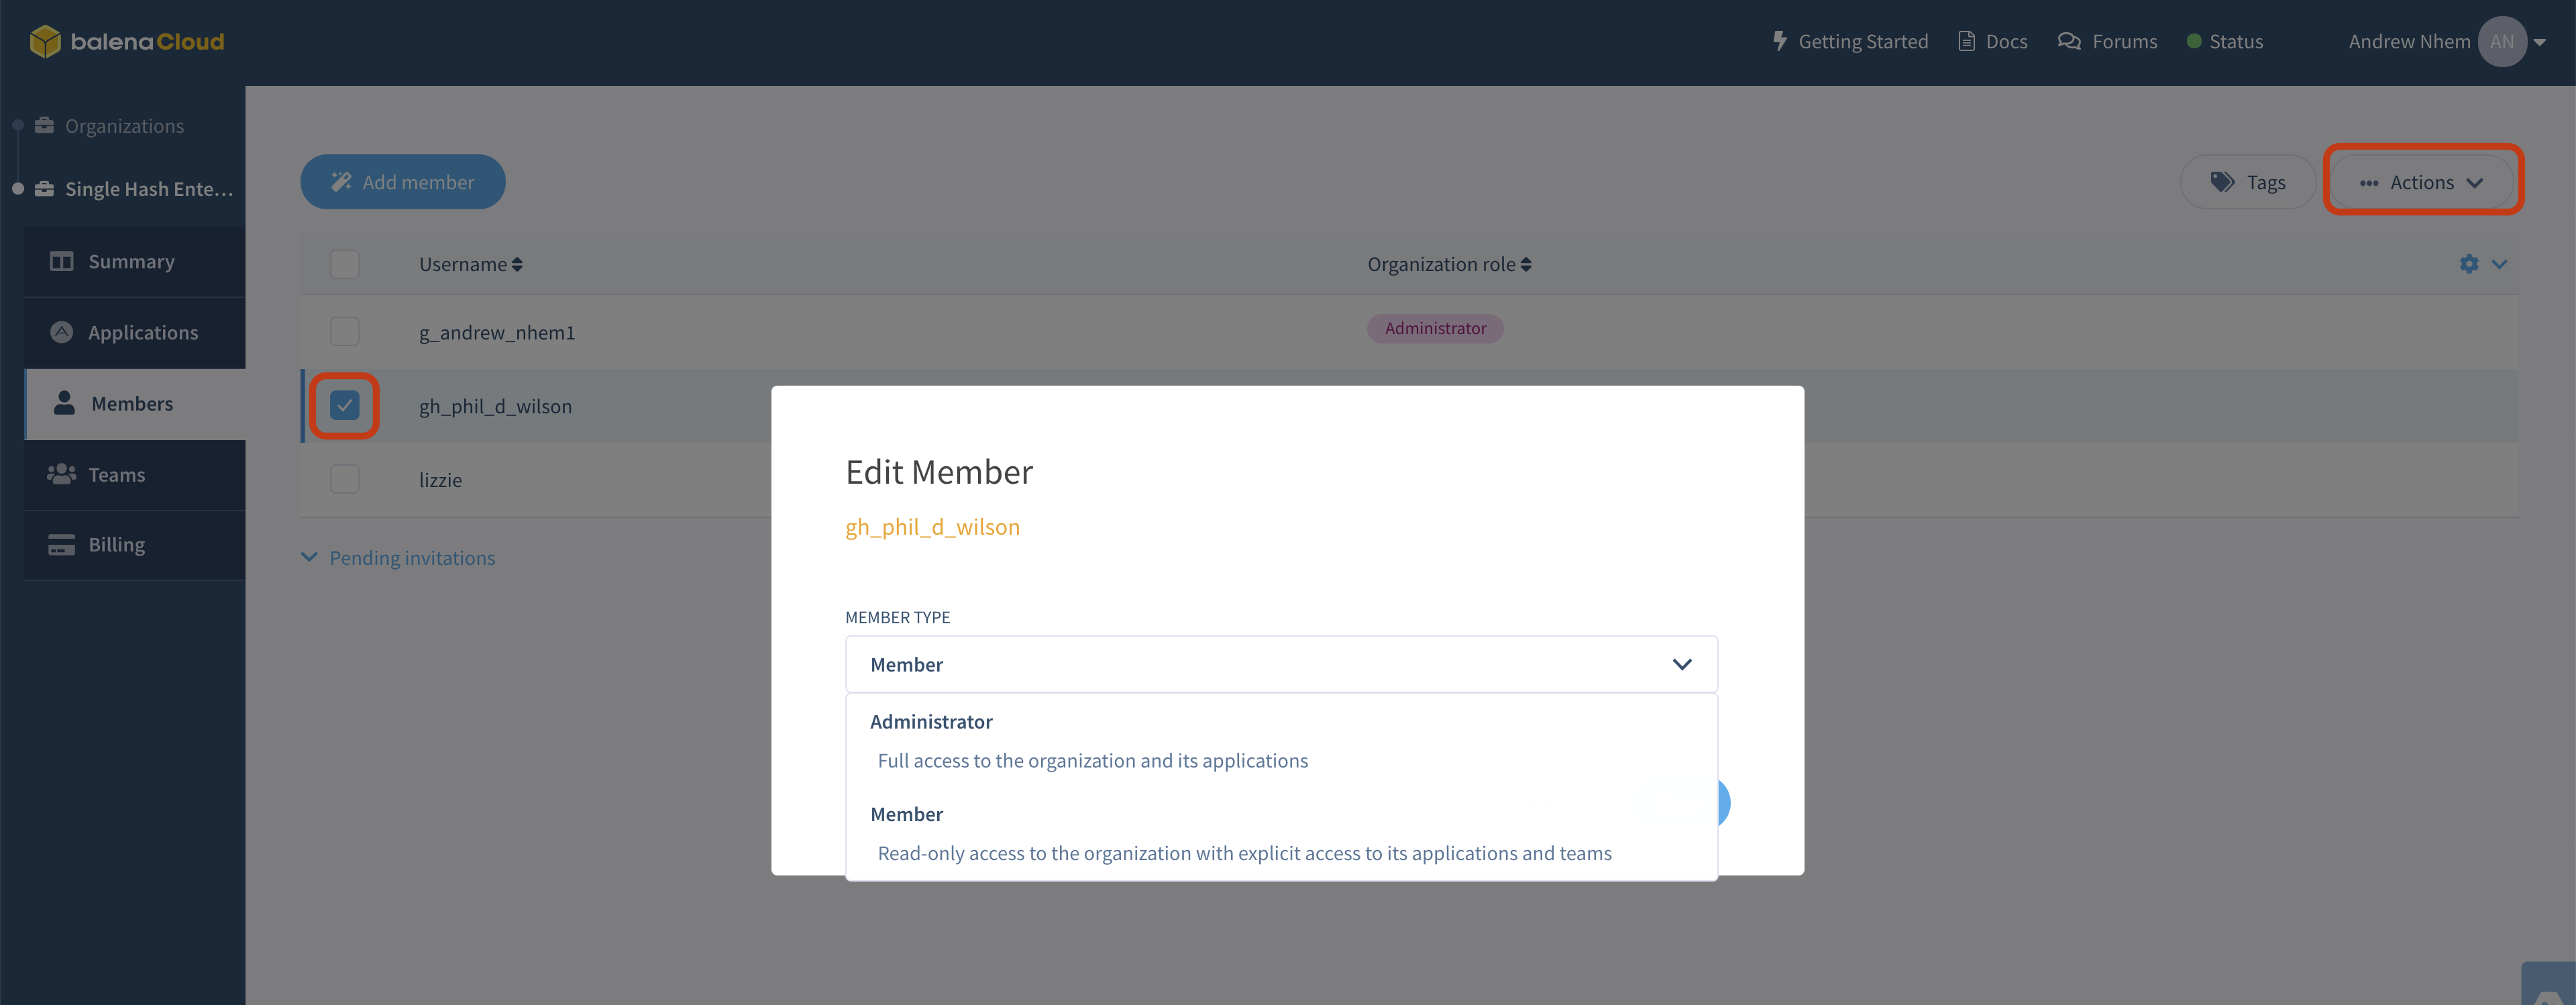 balenaCloud
Getting Started
Docs
Forums
Status
Andrew Nhem
AN
Organizations
Single Hash Ente...
Summary
Applications
Members
Teams
Billing
Add member
Tags
Actions
Username
Organization role
g_andrew_nhem1
Administrator
gh_phil_d_wilson
lizzie
Pending invitations
Edit Member
gh_phil_d_wilson
MEMBER TYPE
Member
Administrator
Full access to the organization and its applications
Member
Read-only access to the organization with explicit access to its applications and teams